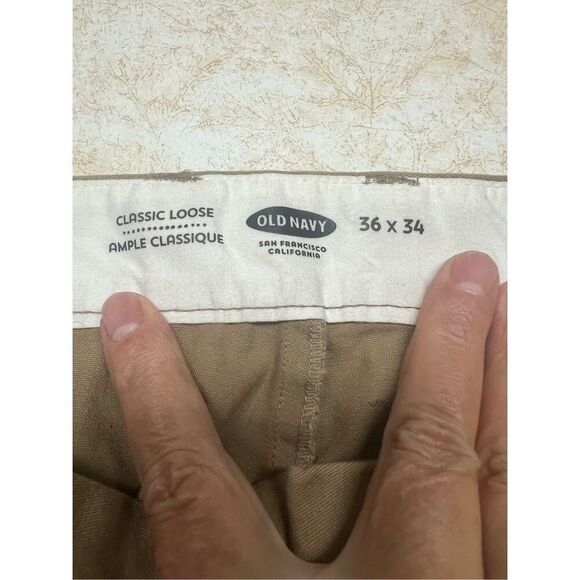 CLASSIC LOOSE
AMPLE CLASSIQUE
OLD NAVY
SAN FRANCISCO
CALIFORNIA
36 x 34